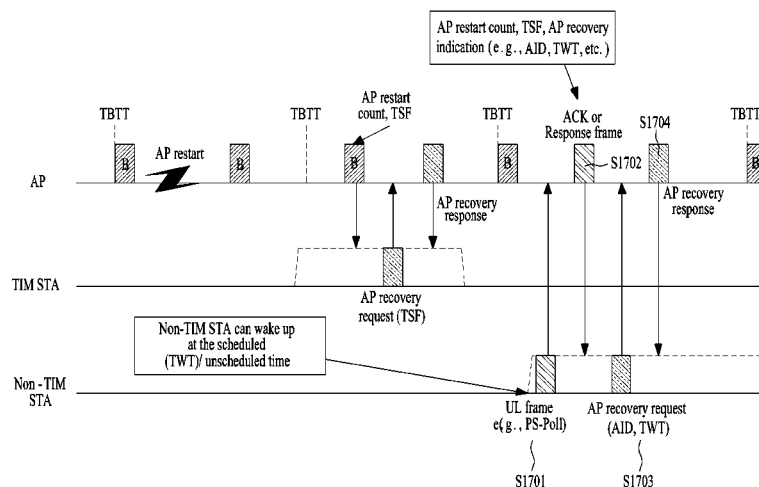 AP restart count, TSF, AP recovery
indication (e.g., AID, TWT, etc.)
TBTT
TBTT
AP restart
count, TSF
TBTT
ACK or
Response frame
S1704
TBTT
AP restart
S1702
B
B
B
B
B
AP
AP recovery
response
AP recovery
response
TIM STA
AP recovery
request (TSF)
Non-TIM STA can wake up
at the scheduled
(TWT)/ unscheduled time
Non - TIM
STA
UL frame
e(.g., PS-Poll)
AP recovery request
(AID, TWT)
S1701
S1703